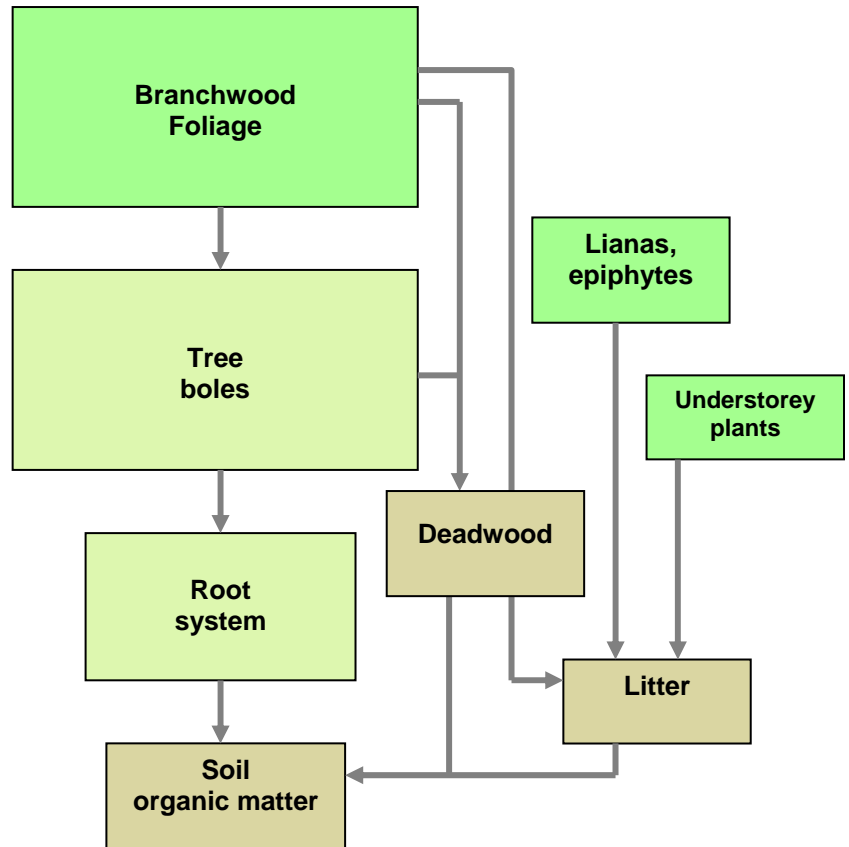 Branchwood
Foliage
Lianas,
epiphytes
Tree
boles
Understorey
plants
Deadwood
Root
system
Litter
Soil
organic matter